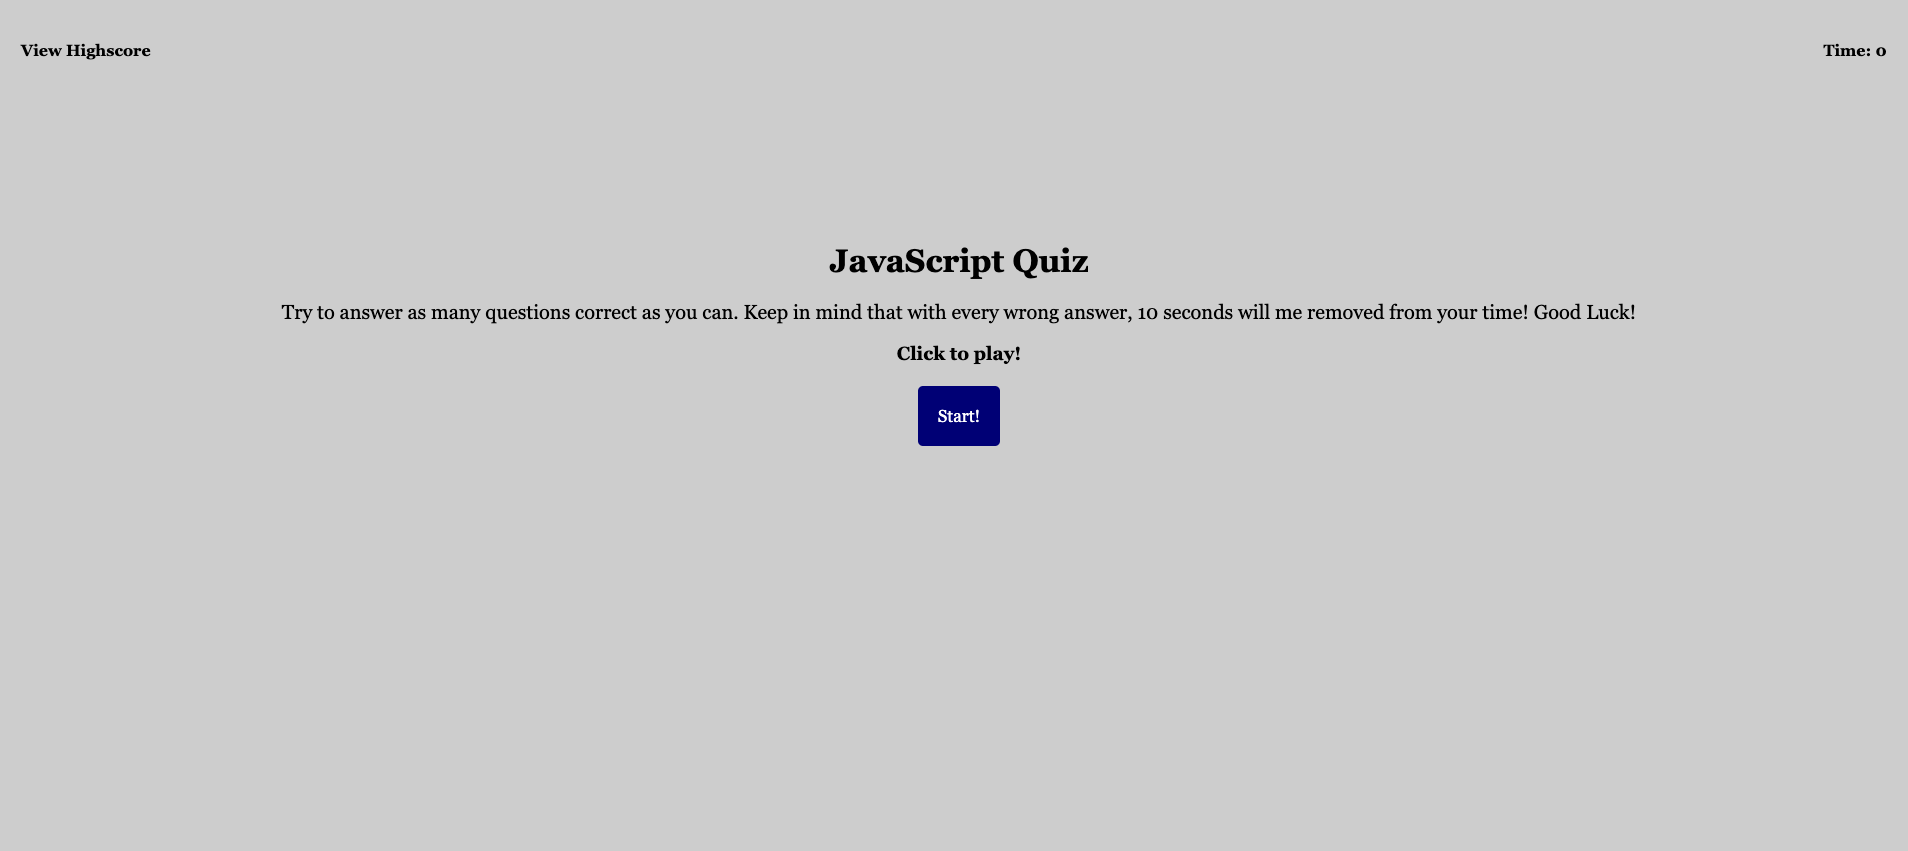 View Highscore
Time: 0
JavaScript Quiz
Try to answer as many questions correct as you can. Keep in mind that with every wrong answer, 10 seconds will me removed from your time! Good Luck!
Click to play!
Start!